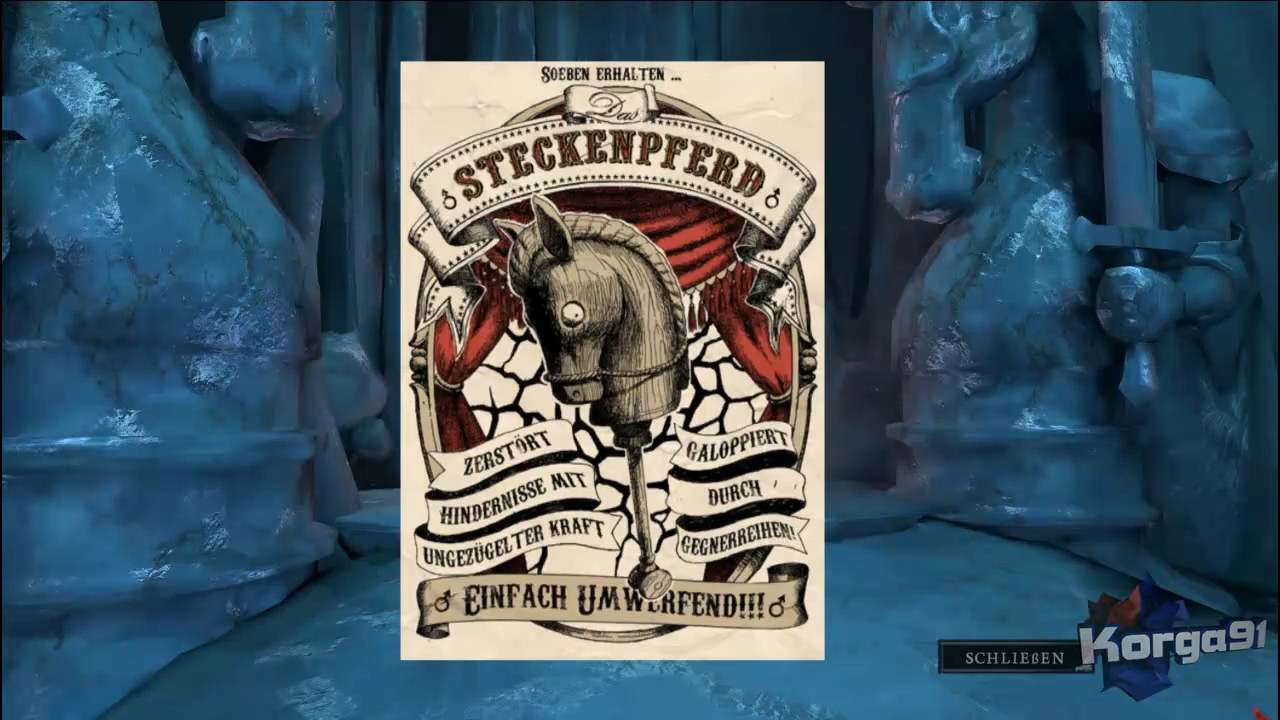 SOEBEN ERHALTEN ...
Das
STECKENPFERD
ZERSTÖRT
HINDERNISSE MIT
UNGEZÜGELTER KRAFT
GALOPPIERT
DURCH
GEGNERREIHEN!
EINFACH UMWERFEND!!!
SCHLIEßEN
Korga91